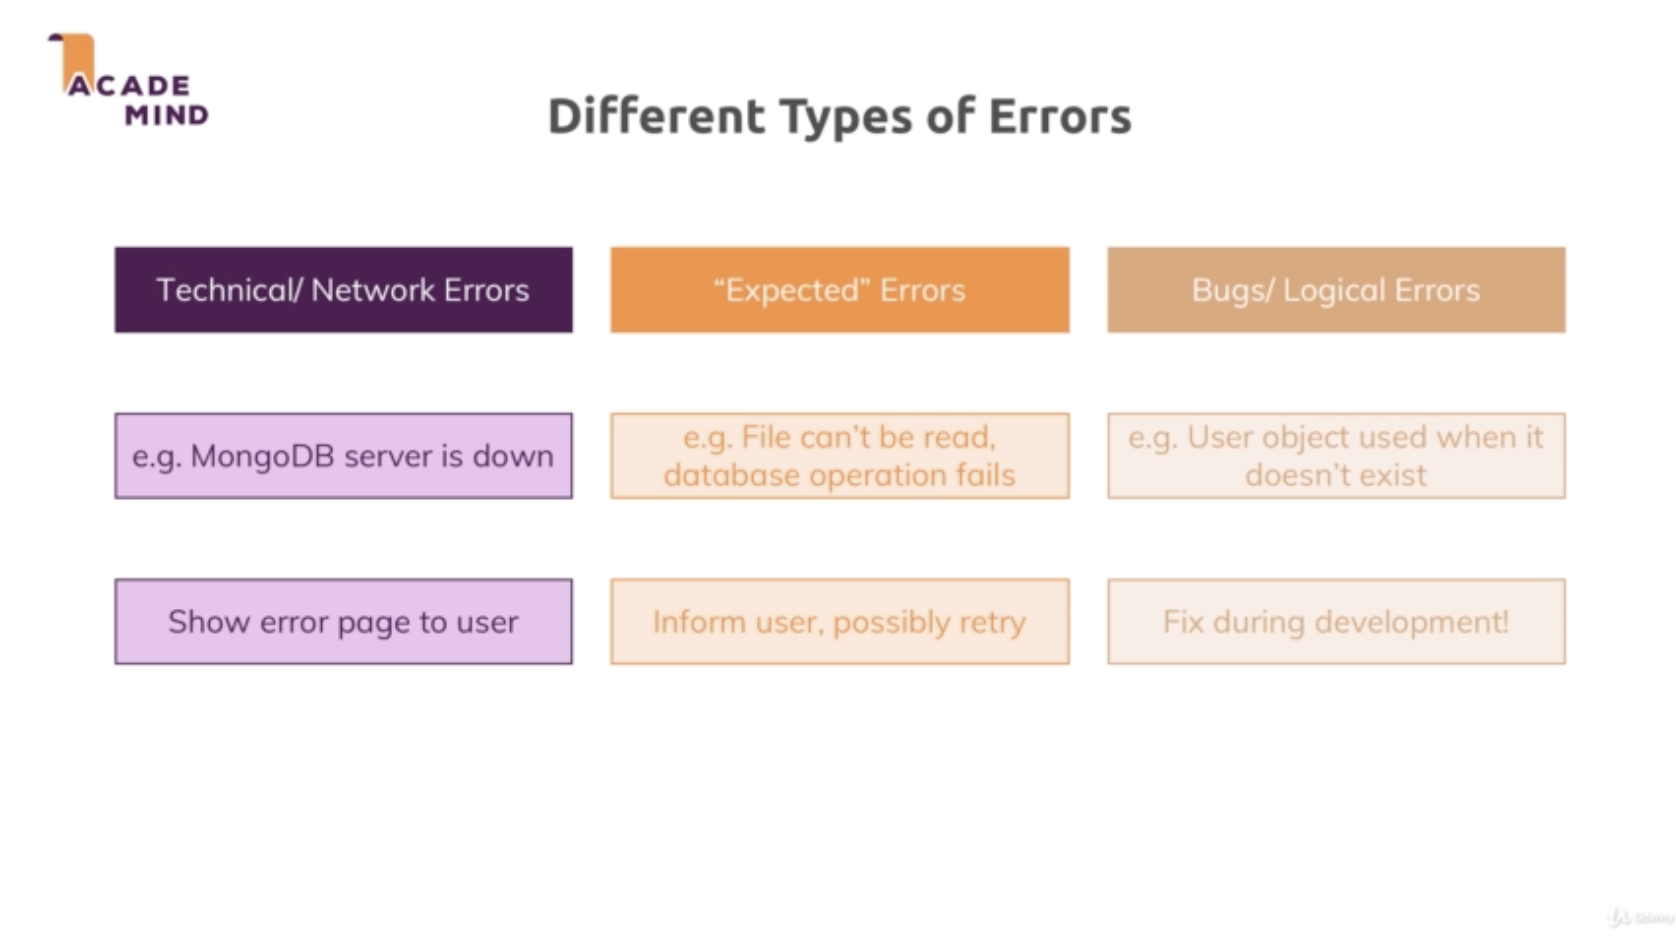 ACADE
MIND
Different Types of Errors
Technical/ Network Errors
“Expected” Errors
Bugs/ Logical Errors
e.g. MongoDB server is down
e.g. File can’t be read,
database operation fails
e.g. User object used when it
doesn’t exist
Show error page to user
Inform user, possibly retry
Fix during development!
Udemy